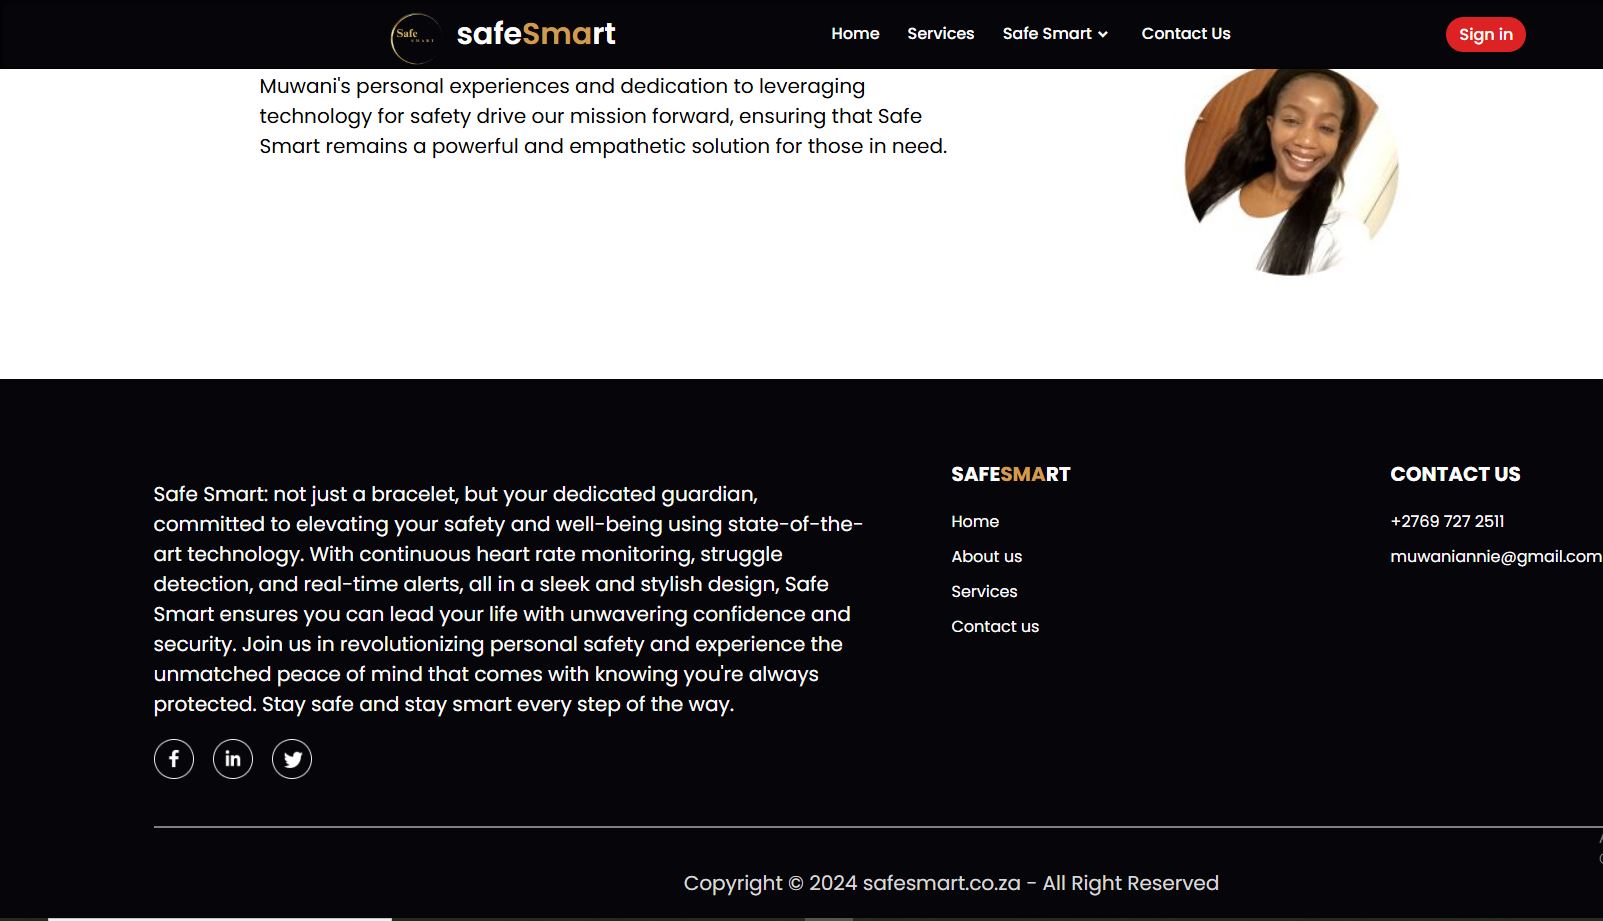 Safe
SMART
safeSmart
Home
Services
Safe Smart
Contact Us
Sign in
Muwani's personal experiences and dedication to leveraging
technology for safety drive our mission forward, ensuring that Safe
Smart remains a powerful and empathetic solution for those in need.
Safe Smart: not just a bracelet, but your dedicated guardian,
committed to elevating your safety and well-being using state-of-the-
art technology. With continuous heart rate monitoring, struggle
detection, and real-time alerts, all in a sleek and stylish design, Safe
Smart ensures you can lead your life with unwavering confidence and
security. Join us in revolutionizing personal safety and experience the
unmatched peace of mind that comes with knowing you're always
protected. Stay safe and stay smart every step of the way.
SAFESMART
Home
About us
Services
Contact us
CONTACT US
+2769 727 2511
muwaniannie@gmail.com
Copyright © 2024 safesmart.co.za - All Right Reserved